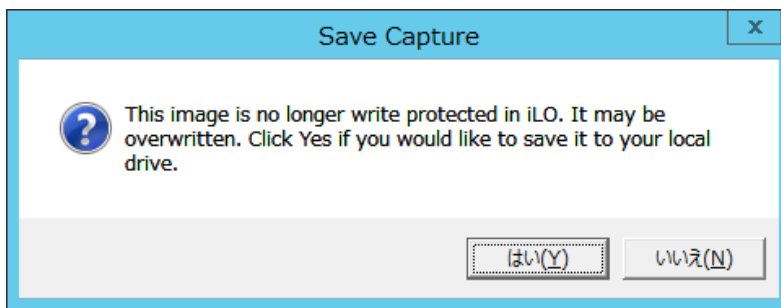 Save Capture
x
This image is no longer write protected in iLO. It may be
overwritten. Click Yes if you would like to save it to your local
drive.
はい(Y)
いいえ(N)